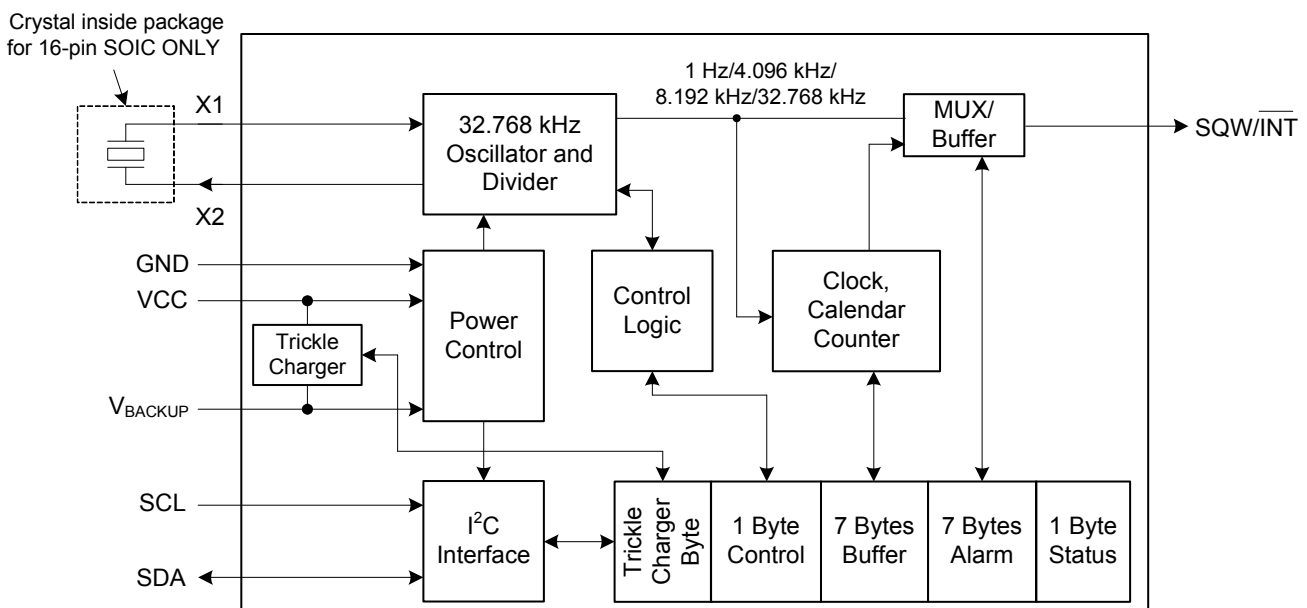 Crystal inside package
for 16-pin SOIC ONLY
X1
X2
1 Hz/4.096 kHz/
8.192 kHz/32.768 kHz
32.768 kHz
Oscillator and
Divider
MUX/
Buffer
SQW/I̅N̅T̅
GND
VCC
Trickle
Charger
V_BACKUP
Power
Control
Control
Logic
Clock,
Calendar
Counter
SCL
SDA
I²C
Interface
Trickle
Charger
Byte
1 Byte
Control
7 Bytes
Buffer
7 Bytes
Alarm
1 Byte
Status